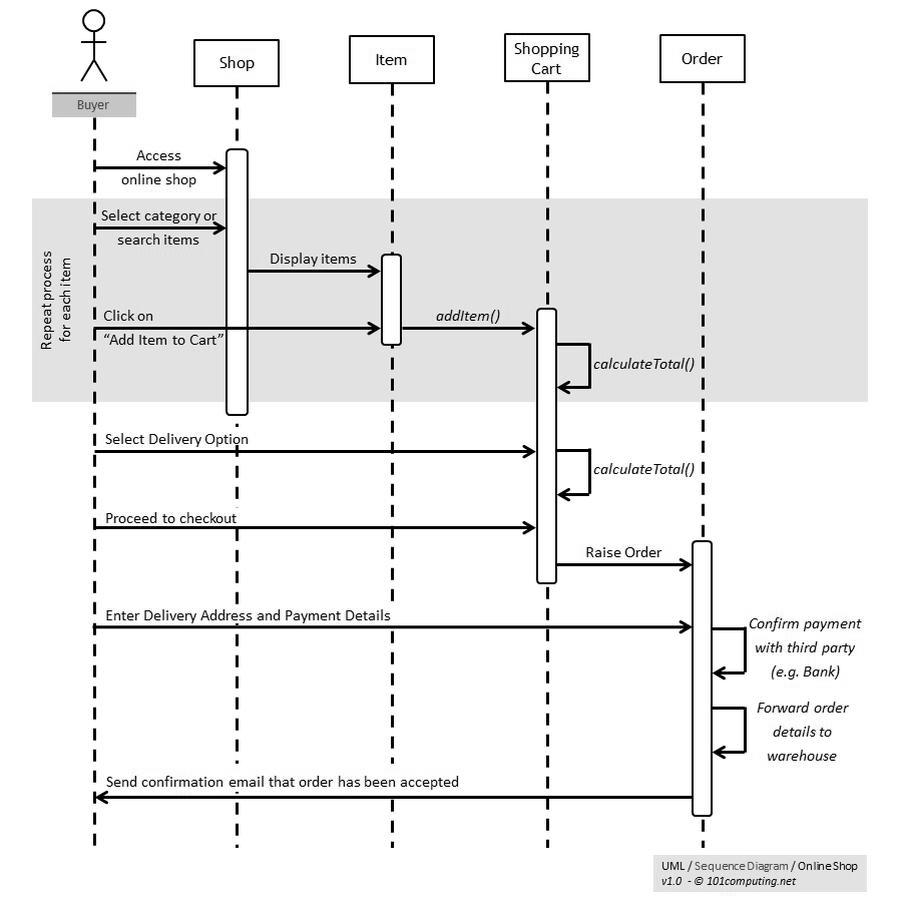 Shop
Item
Shopping
Cart
Order
Buyer
Access
online shop
Select category or
search items
Repeat process
for each item
Display items
Click on
“Add Item to Cart”
addItem()
calculateTotal()
Select Delivery Option
calculateTotal()
Proceed to checkout
Raise Order
Enter Delivery Address and Payment Details
Confirm payment
with third party
(e.g. Bank)
Forward order
details to
warehouse
Send confirmation email that order has been accepted
UML / Sequence Diagram / Online Shop
v1.0 - © 101computing.net